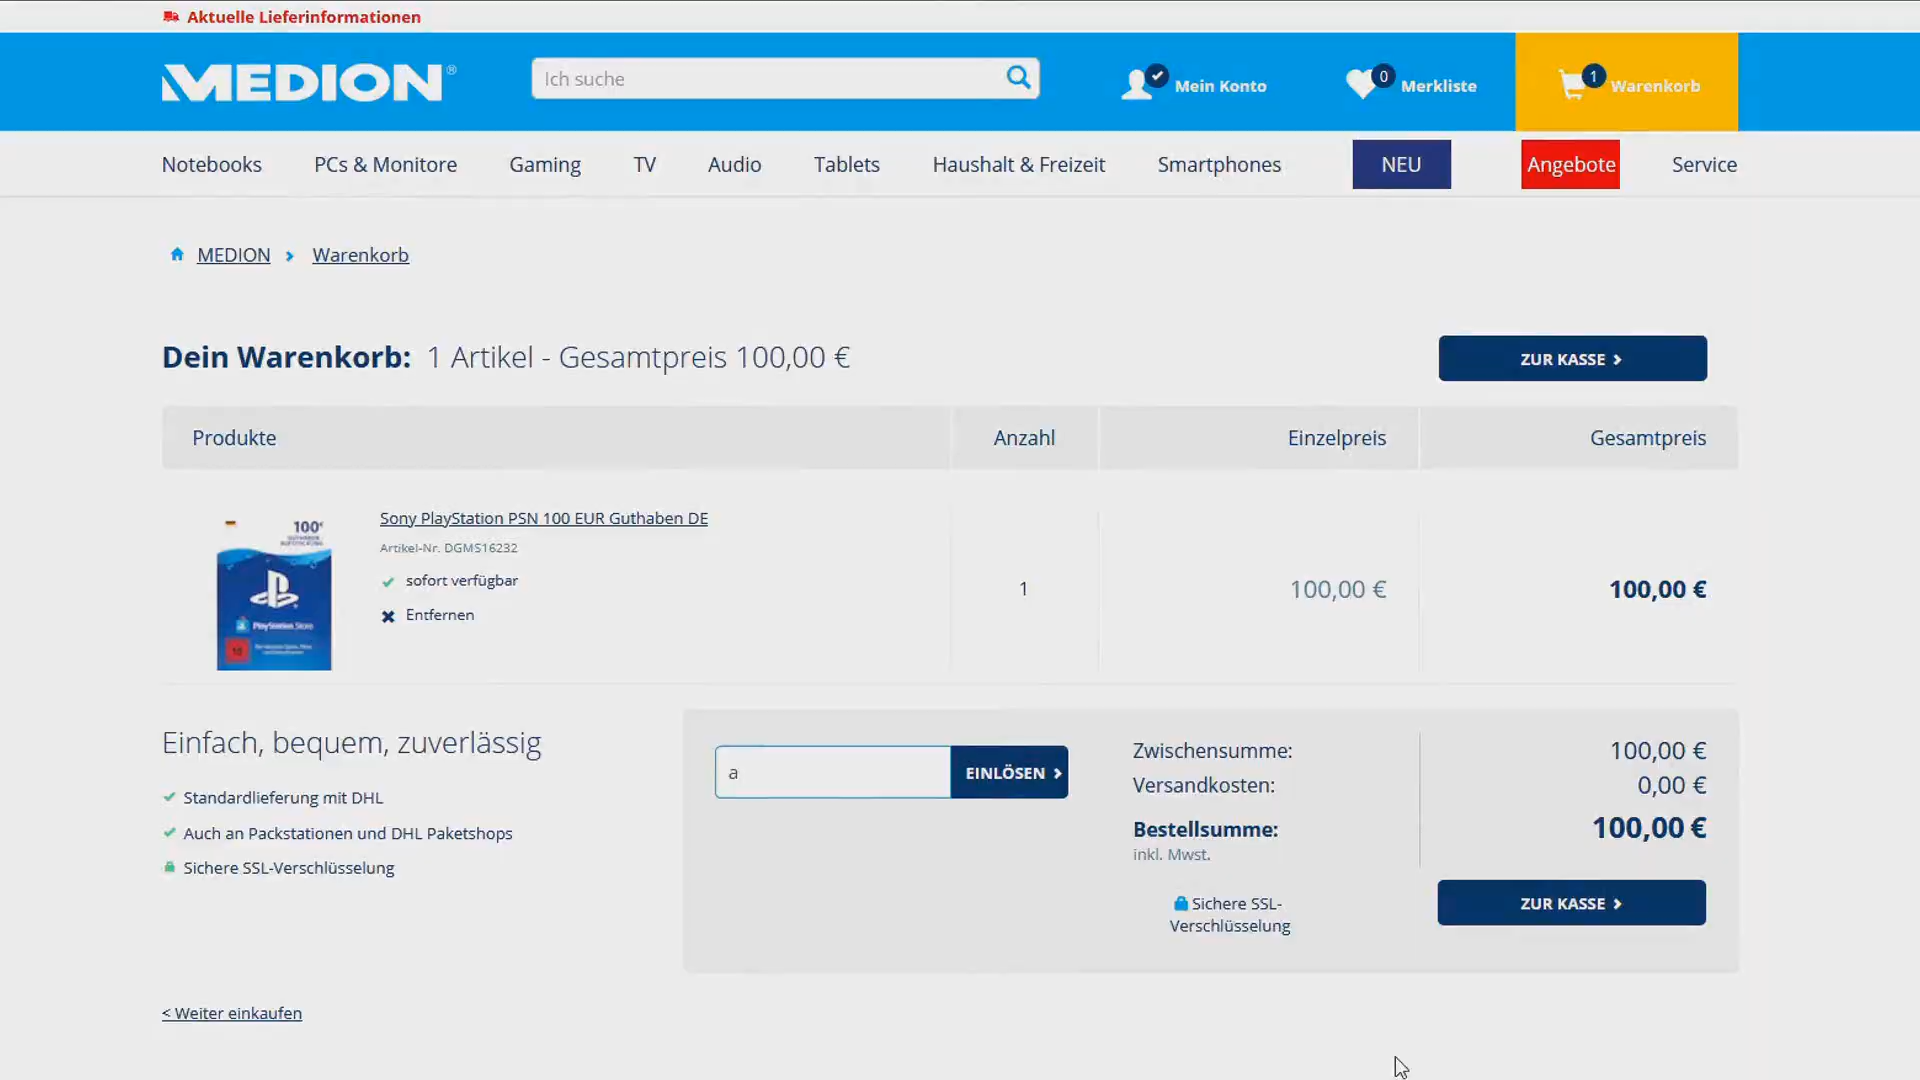 Aktuelle Lieferinformationen
MEDION®
Ich suche
Mein Konto
0
Merkliste
1
Warenkorb
Notebooks
PCs & Monitore
Gaming
TV
Audio
Tablets
Haushalt & Freizeit
Smartphones
NEU
Angebote
Service
MEDION
Warenkorb
Dein Warenkorb: 1 Artikel - Gesamtpreis 100,00 €
ZUR KASSE
Produkte
Anzahl
Einzelpreis
Gesamtpreis
100€
PlayStation Store
Sony PlayStation PSN 100 EUR Guthaben DE
Artikel-Nr. DGMS16232
sofort verfügbar
Entfernen
1
100,00 €
100,00 €
Einfach, bequem, zuverlässig
Standardlieferung mit DHL
Auch an Packstationen und DHL Paketshops
Sichere SSL-Verschlüsselung
a
EINLÖSEN
Zwischensumme:
100,00 €
Versandkosten:
0,00 €
Bestellsumme:
100,00 €
inkl. Mwst.
Sichere SSL-
Verschlüsselung
ZUR KASSE
< Weiter einkaufen